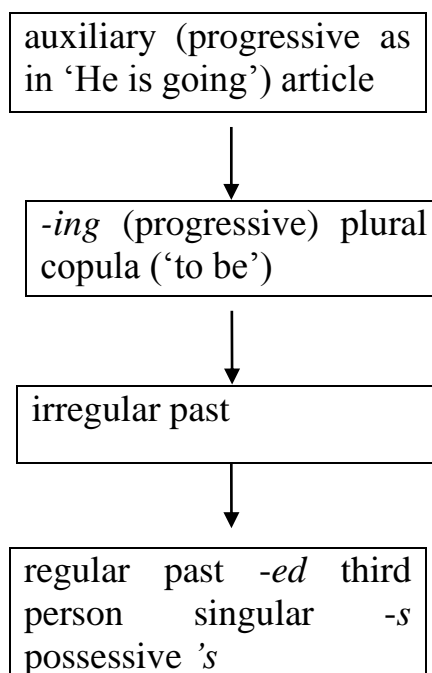 auxiliary (progressive as
in ‘He is going’) article
-ing (progressive) plural
copula (‘to be’)
irregular past
regular past -ed third
person singular -s
possessive ’s